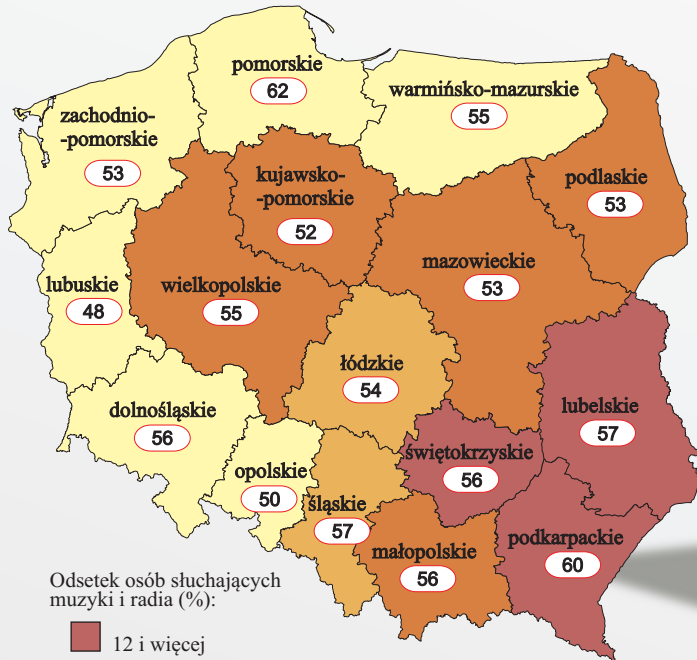 pomorskie
62
warmińsko-mazurskie
55
zachodnio-
-pomorskie
53
kujawsko-
-pomorskie
52
podlaskie
53
lubuskie
48
wielkopolskie
55
mazowieckie
53
łódzkie
54
dolnośląskie
56
lubelskie
57
opolskie
50
śląskie
57
świętokrzyskie
56
małopolskie
56
podkarpackie
60
Odsetek osób słuchających
muzyki i radia (%):
12 i więcej